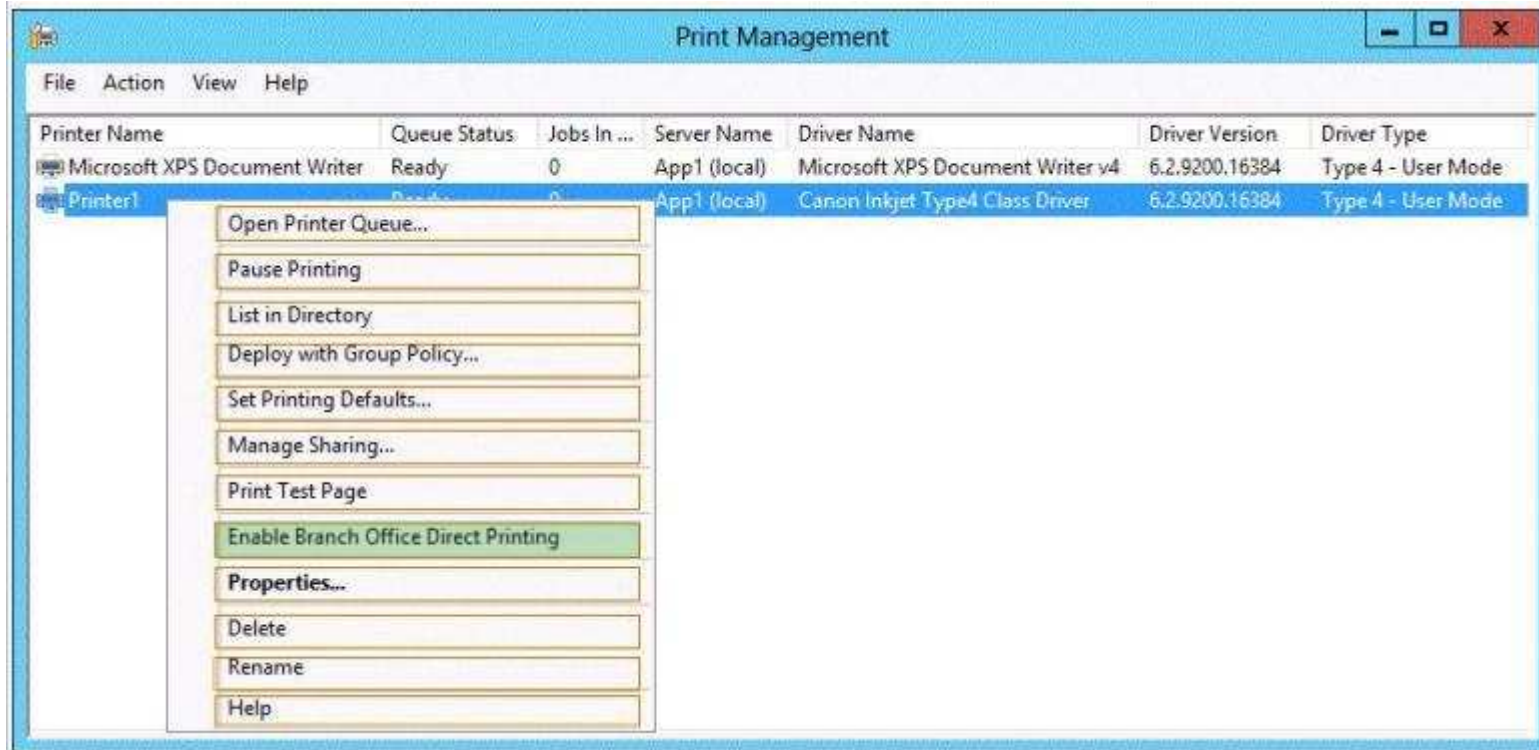 Print Management
File Action View Help
Printer Name Queue Status Jobs In ... Server Name Driver Name Driver Version Driver Type
Microsoft XPS Document Writer Ready 0 App1 (local) Microsoft XPS Document Writer v4 6.2.9200.16384 Type 4 - User Mode
Printer1 App1 (local) Canon Inkjet Type4 Class Driver 6.2.9200.16384 Type 4 - User Mode
Open Printer Queue...
Pause Printing
List in Directory
Deploy with Group Policy...
Set Printing Defaults...
Manage Sharing...
Print Test Page
Enable Branch Office Direct Printing
Properties...
Delete
Rename
Help